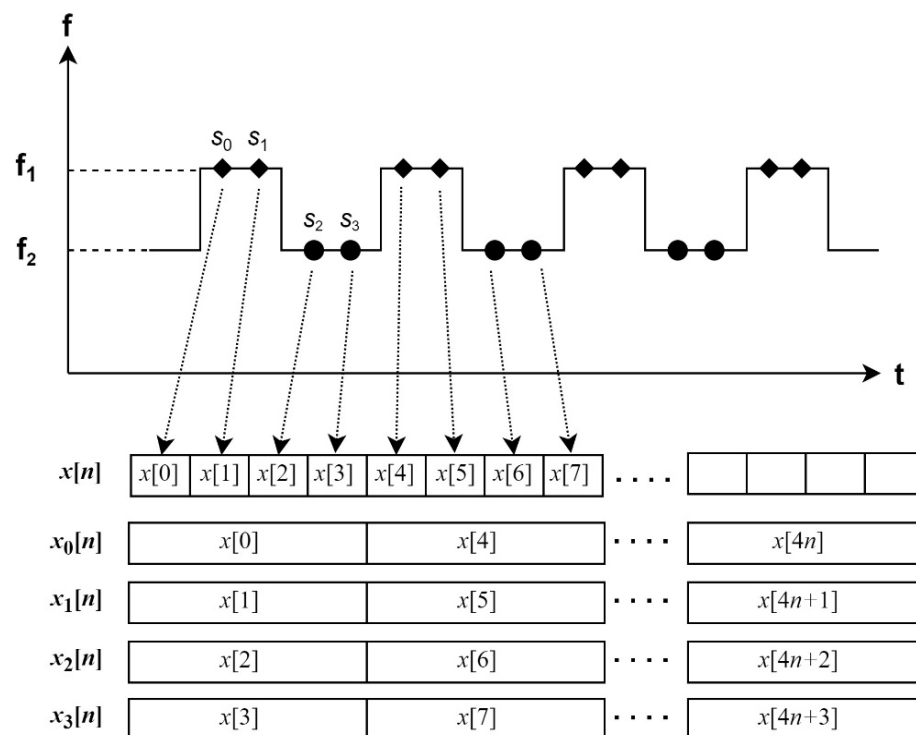 f
s₀ s₁
f₁
s₂ s₃
f₂
t
x[n] x[0] x[1] x[2] x[3] x[4] x[5] x[6] x[7] . . . .
x₀[n] x[0] x[4] . . . . x[4n]
x₁[n] x[1] x[5] . . . . x[4n+1]
x₂[n] x[2] x[6] . . . . x[4n+2]
x₃[n] x[3] x[7] . . . . x[4n+3]